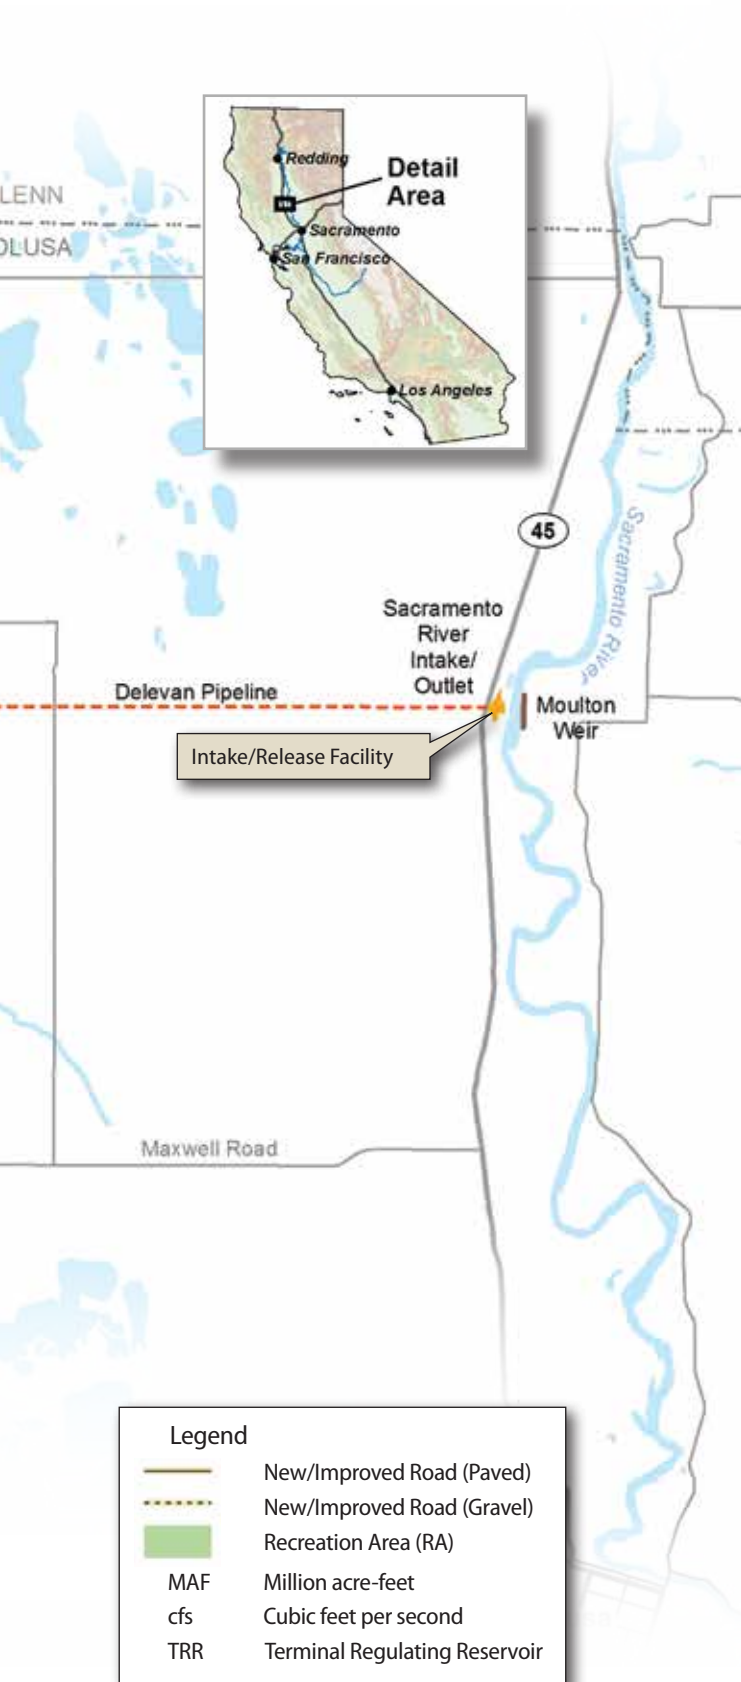 Redding
Detail
Area
LENN
OLUSA
Sacramento
San Francisco
Los Angeles
45
Sacramento River
Sacramento
River
Intake/
Outlet
Delevan Pipeline
Moulton
Weir
Intake/Release Facility
Maxwell Road
Legend
New/Improved Road (Paved)
New/Improved Road (Gravel)
Recreation Area (RA)
MAF Million acre-feet
cfs Cubic feet per second
TRR Terminal Regulating Reservoir